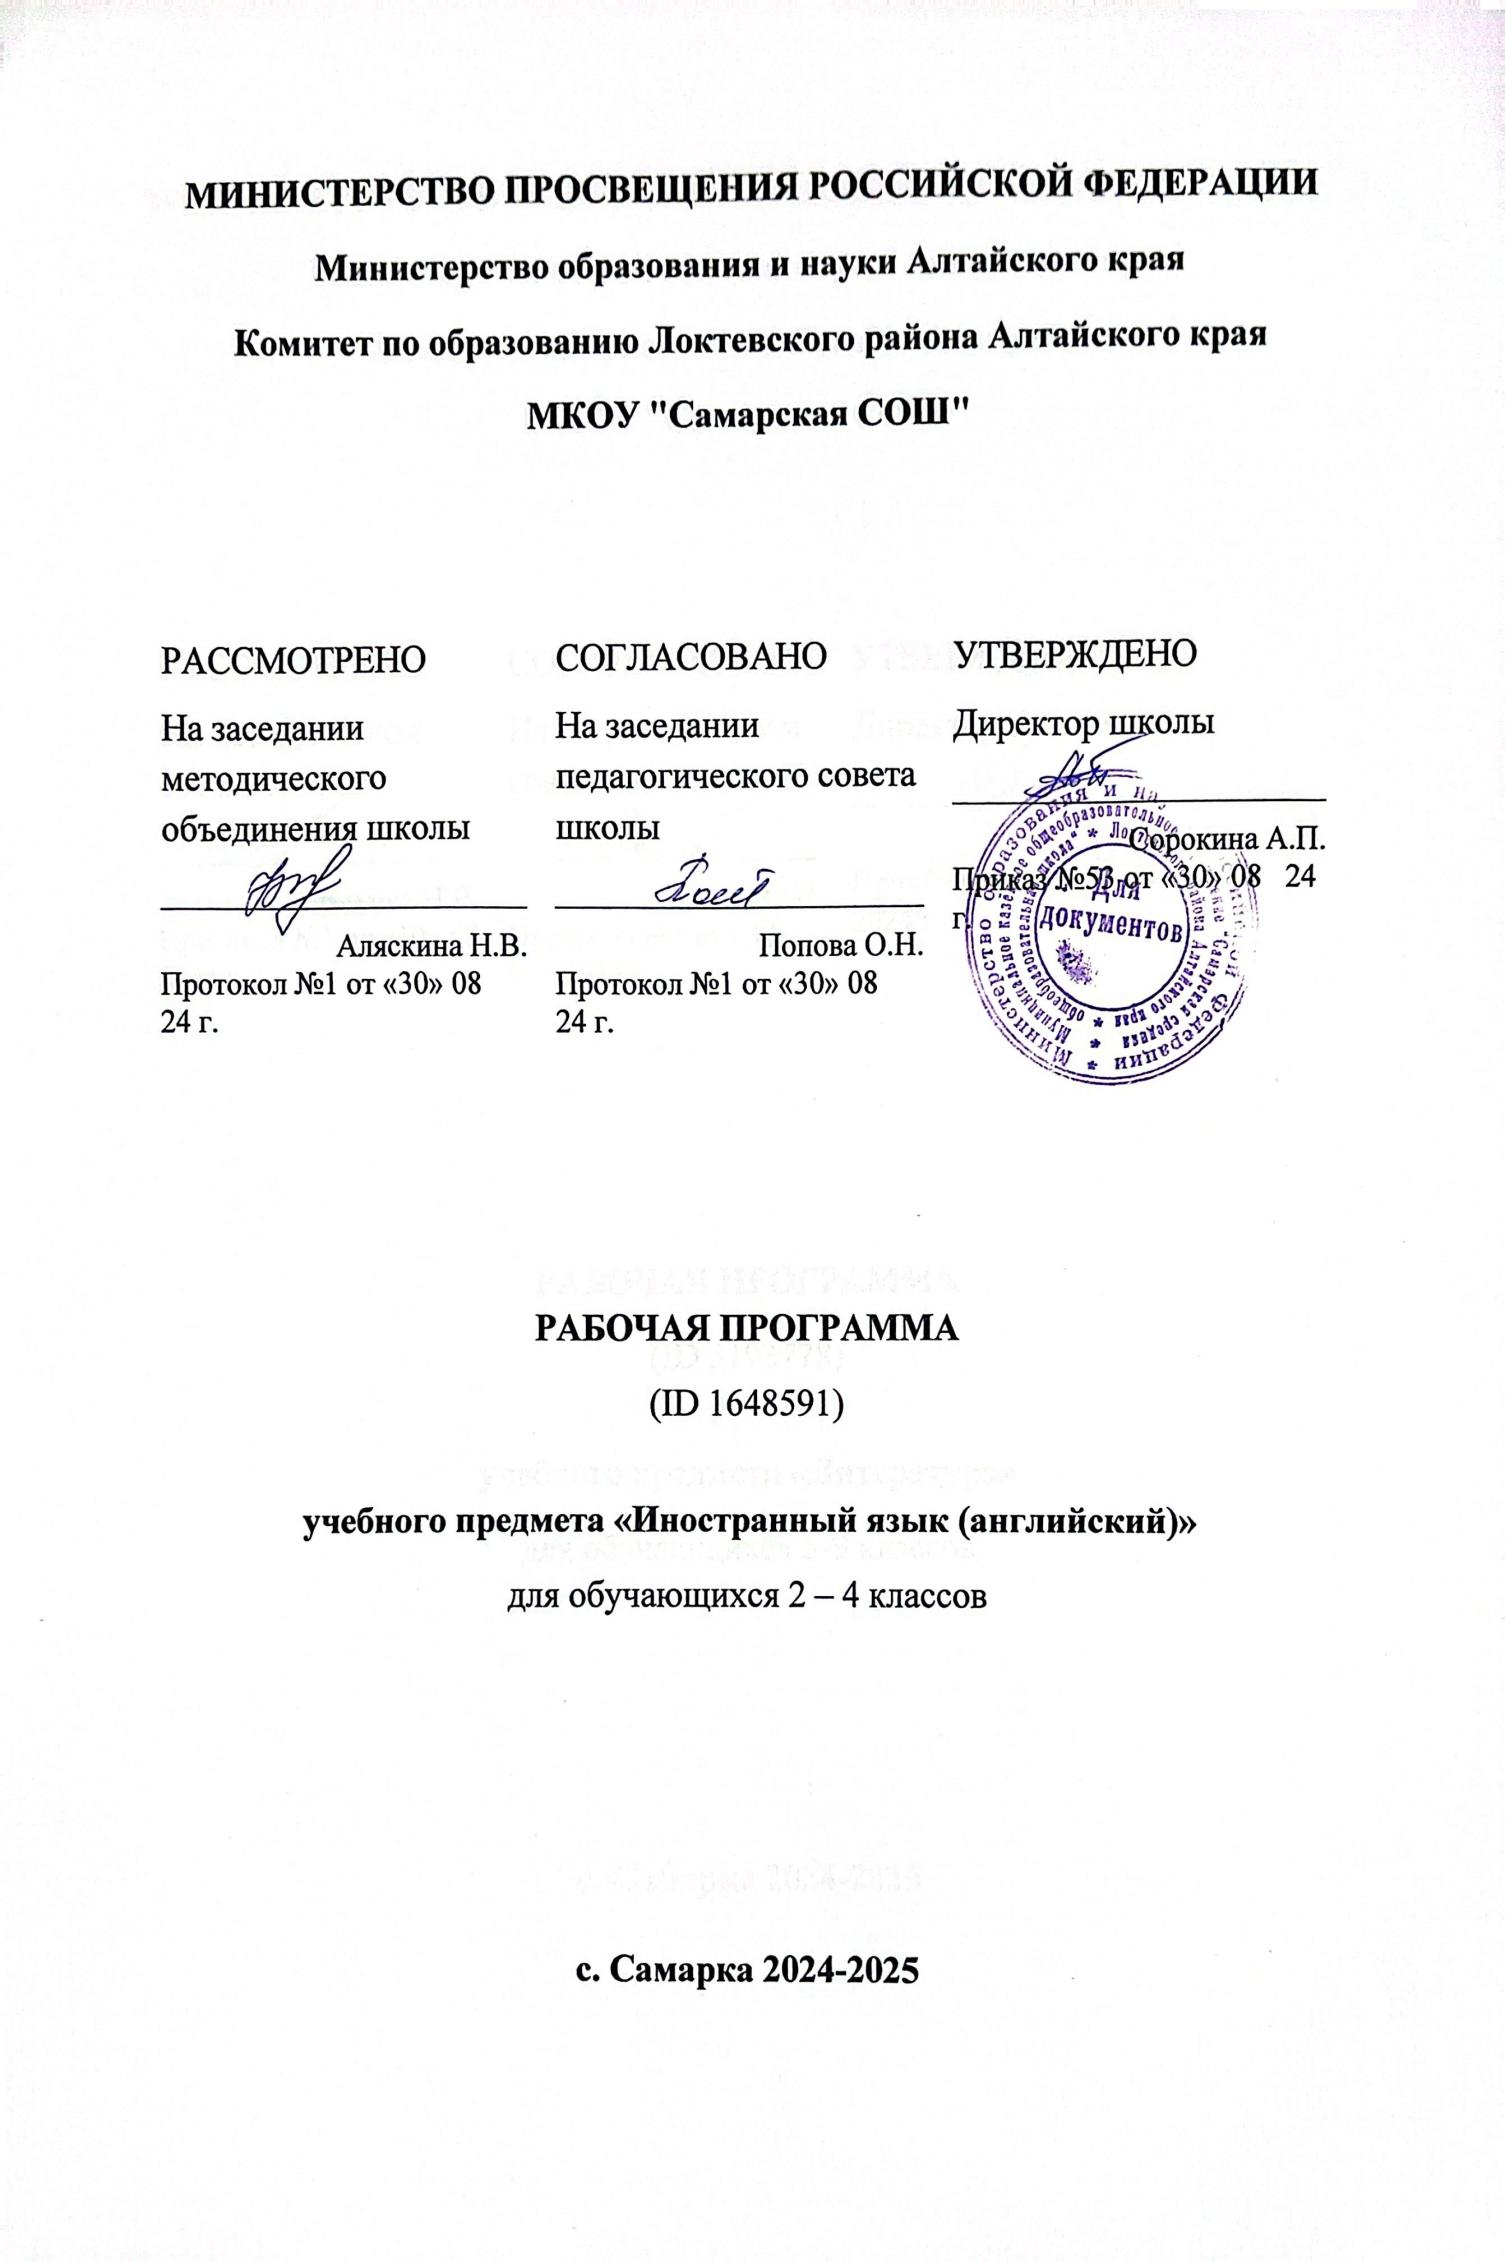 МИНИСТЕРСТВО ПРОСВЕЩЕНИЯ РОССИЙСКОЙ ФЕДЕРАЦИИ
Министерство образования и науки Алтайского края
Комитет по образованию Локтевского района Алтайского края
МКОУ "Самарская СОШ"
РАССМОТРЕНО
На заседании
методического
объединения школы
Аляскина Н.В.
Протокол №1 от «30» 08
24 г.
СОГЛАСОВАНО
На заседании
педагогического совета
школы
Попова О.Н.
Протокол №1 от «30» 08
24 г.
УТВЕРЖДЕНО
Директор школы
Сорокина А.П.
Приказ №53 от «30» 08 24
г.
Для
документов
РАБОЧАЯ ПРОГРАММА
(ID 1648591)
учебного предмета «Иностранный язык (английский)»
для обучающихся 2 – 4 классов
с. Самарка 2024-2025